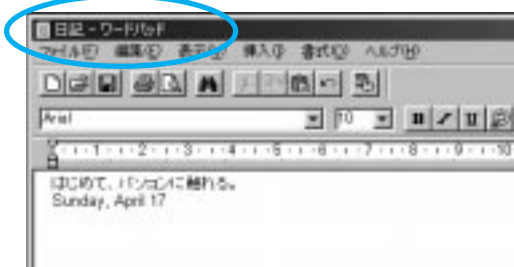 日記 - ワードパッド
ファイル(F) 編集(E) 表示(V) 挿入(I) 書式(O) ヘルプ(H)
Arial 10 B I U
1 2 3 4 5 6 7 8 9 10
はじめて、パソコンに触れる。
Sunday, April 17